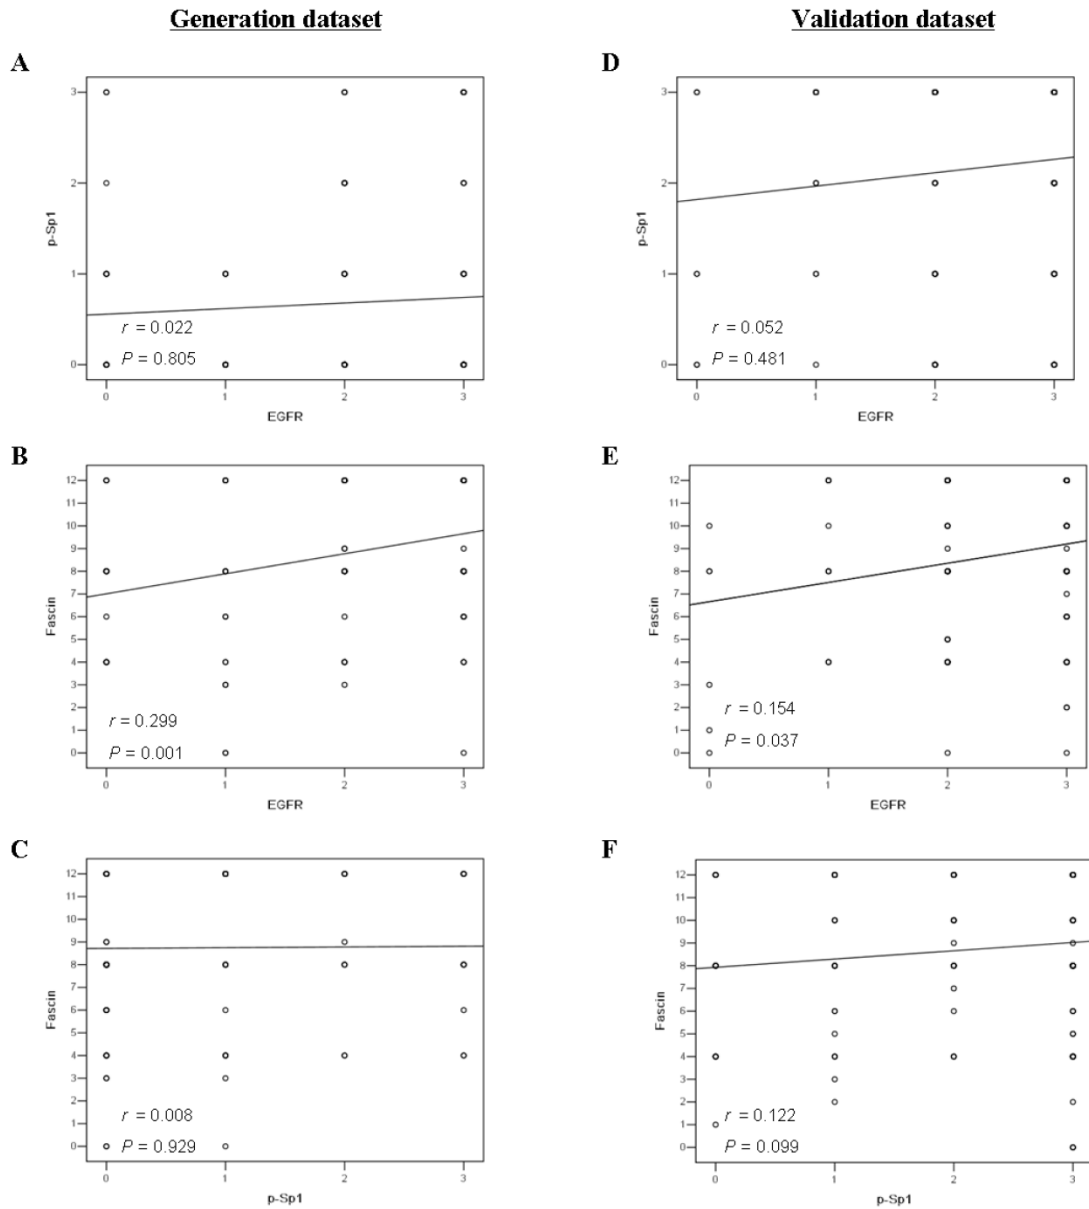 Generation dataset
Validation dataset
A
3
2
1
0
p-Sp1
r = 0.022
P = 0.805
0 1 2 3
EGFR
D
3
2
1
0
p-Sp1
r = 0.052
P = 0.481
0 1 2 3
EGFR
B
12
11
10
9
8
7
6
5
4
3
2
1
0
Fascin
r = 0.299
P = 0.001
0 1 2 3
EGFR
E
12
11
10
9
8
7
6
5
4
3
2
1
0
Fascin
r = 0.154
P = 0.037
0 1 2 3
EGFR
C
12
11
10
9
8
7
6
5
4
3
2
1
0
Fascin
r = 0.008
P = 0.929
0 1 2 3
p-Sp1
F
12
11
10
9
8
7
6
5
4
3
2
1
0
Fascin
r = 0.122
P = 0.099
0 1 2 3
p-Sp1